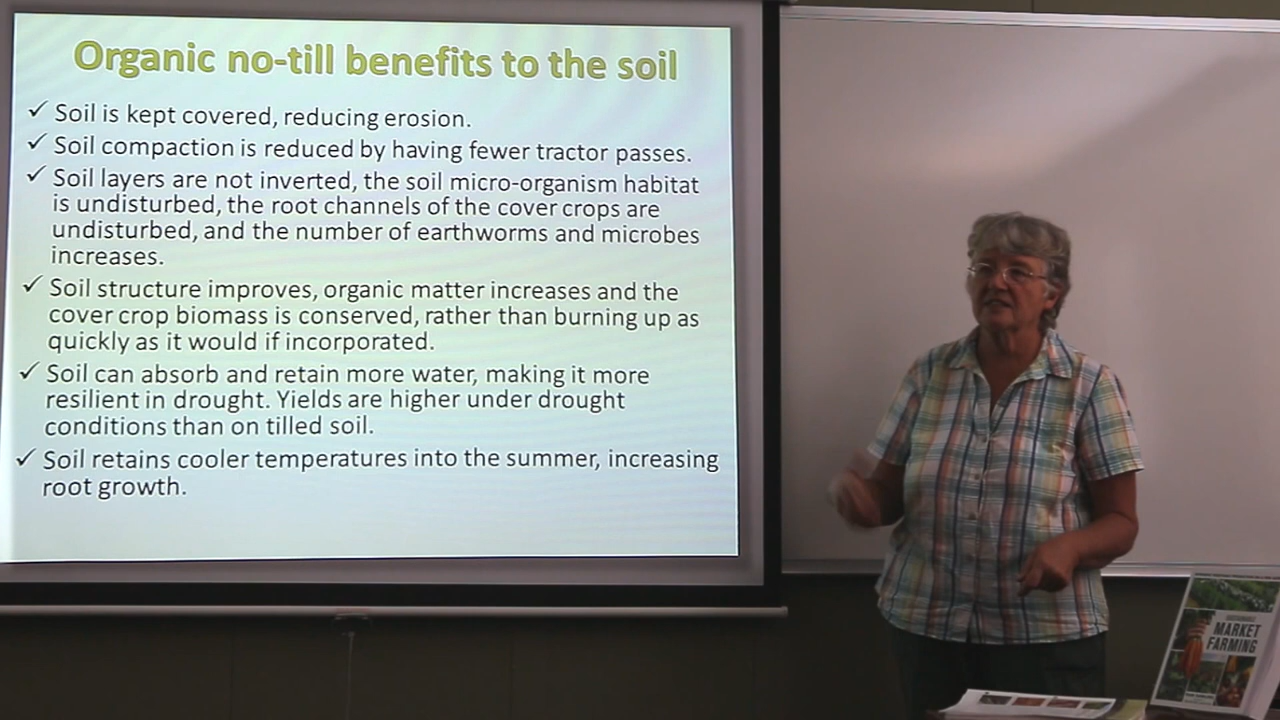 Organic no-till benefits to the soil
✓ Soil is kept covered, reducing erosion.
✓ Soil compaction is reduced by having fewer tractor passes.
✓ Soil layers are not inverted, the soil micro-organism habitat
is undisturbed, the root channels of the cover crops are
undisturbed, and the number of earthworms and microbes
increases.
✓ Soil structure improves, organic matter increases and the
cover crop biomass is conserved, rather than burning up as
quickly as it would if incorporated.
✓ Soil can absorb and retain more water, making it more
resilient in drought. Yields are higher under drought
conditions than on tilled soil.
✓ Soil retains cooler temperatures into the summer, increasing
root growth.
MARKET
FARMING